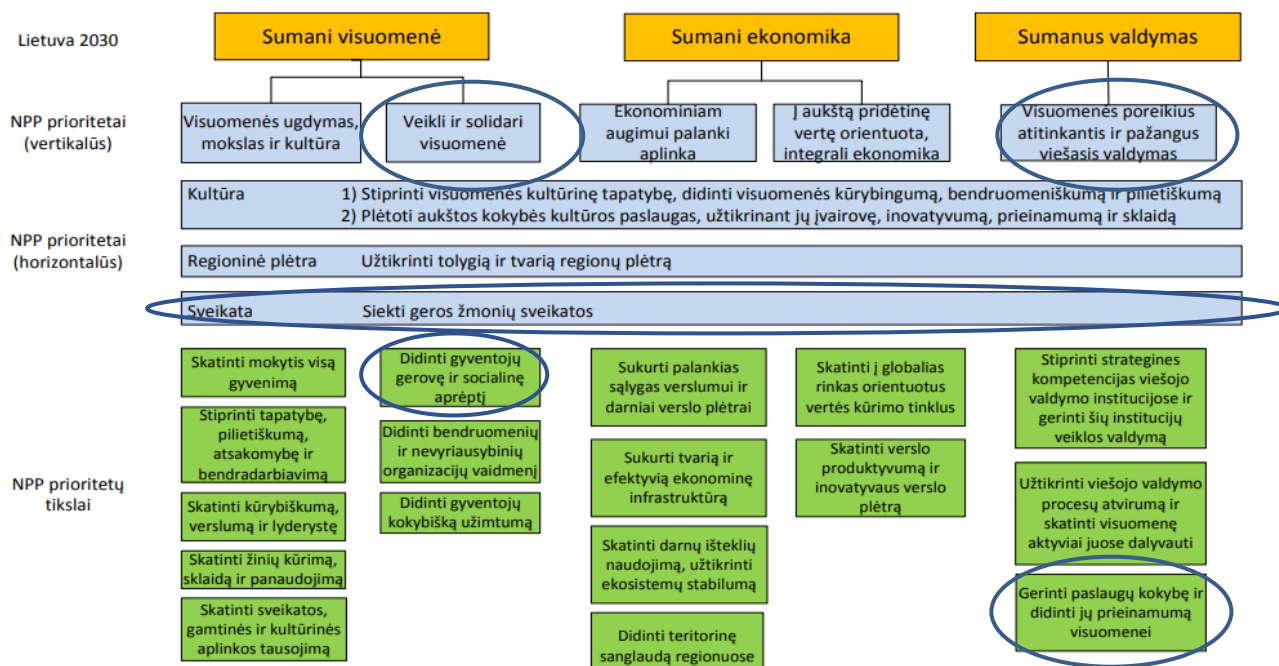 Lietuva 2030
Sumani visuomenė
Sumani ekonomika
Sumanus valdymas
NPP prioritetai
(vertikalūs)
Visuomenės ugdymas,
mokslas ir kultūra
Veikli ir solidari
visuomenė
Ekonominiam
augimui palanki
aplinka
Į aukštą pridėtinę
vertę orientuota,
integrali ekonomika
Visuomenės poreikius
atitinkantis ir pažangus
viešasis valdymas
NPP prioritetai
(horizontalūs)
Kultūra 1) Stiprinti visuomenės kultūrinę tapatybę, didinti visuomenės kūrybingumą, bendruomeniškumą ir pilietiškumą
2) Plėtoti aukštos kokybės kultūros paslaugas, užtikrinant jų įvairovę, inovatyvumą, prieinamumą ir sklaidą
Regioninė plėtra Užtikrinti tolygią ir tvarią regionų plėtrą
Sveikata Siekti geros žmonių sveikatos
NPP prioritetų
tikslai
Skatinti mokytis visą
gyvenimą
Stiprinti tapatybę,
pilietiškumą,
atsakomybę ir
bendradarbiavimą
Skatinti kūrybiškumą,
verslumą ir lyderystę
Skatinti žinių kūrimą,
sklaidą ir panaudojimą
Skatinti sveikatos,
gamtinės ir kultūrinės
aplinkos tausojimą
Didinti gyventojų
gerovę ir socialinę
aprėptį
Didinti bendruomenių
ir nevyriausybinių
organizacijų vaidmenį
Didinti gyventojų
kokybišką užimtumą
Sukurti palankias
sąlygas verslumui ir
darniai verslo plėtrai
Sukurti tvarią ir
efektyvią ekonominę
infrastruktūrą
Skatinti darnų išteklių
naudojimą, užtikrinti
ekosistemų stabilumą
Didinti teritorinę
sanglaudą regionuose
Skatinti į globalias
rinkas orientuotus
vertės kūrimo tinklus
Skatinti verslo
produktyvumą ir
inovatyvaus verslo
plėtrą
Stiprinti strategines
kompetencijas viešojo
valdymo institucijose ir
gerinti šių institucijų
veiklos valdymą
Užtikrinti viešojo valdymo
procesų atvirumą ir
skatinti visuomenę
aktyviai juose dalyvauti
Gerinti paslaugų kokybę ir
didinti jų prieinamumą
visuomenei